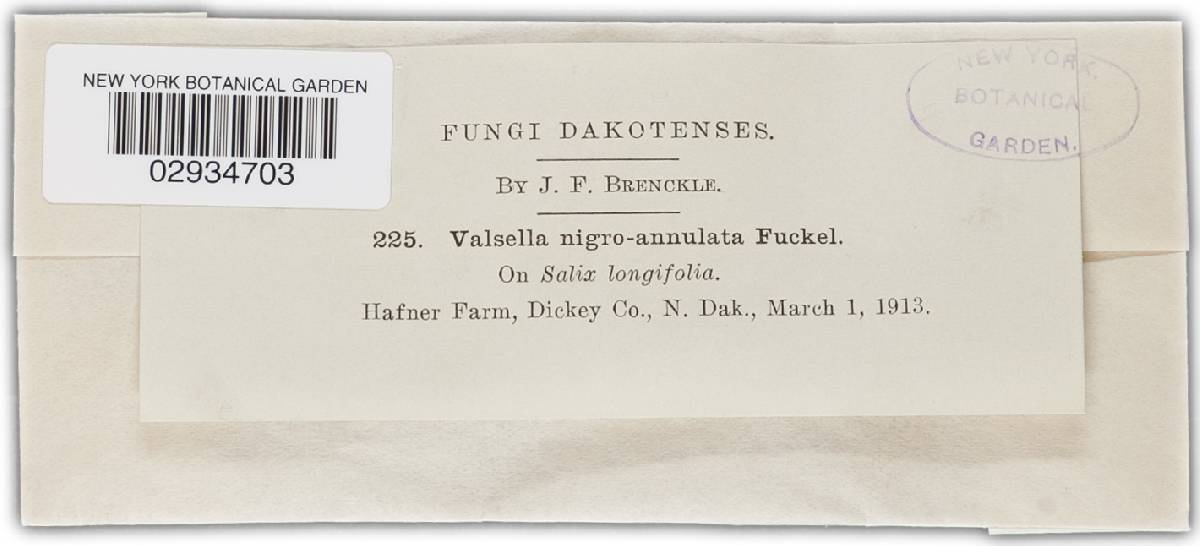 NEW YORK BOTANICAL GARDEN
02934703
NEW YORK.
BOTANICAL
GARDEN.
FUNGI DAKOTENSES.
BY J. F. BRENCKLE.
225. Valsella nigro-annulata Fuckel.
On Salix longifolia.
Hafner Farm, Dickey Co., N. Dak., March 1, 1913.